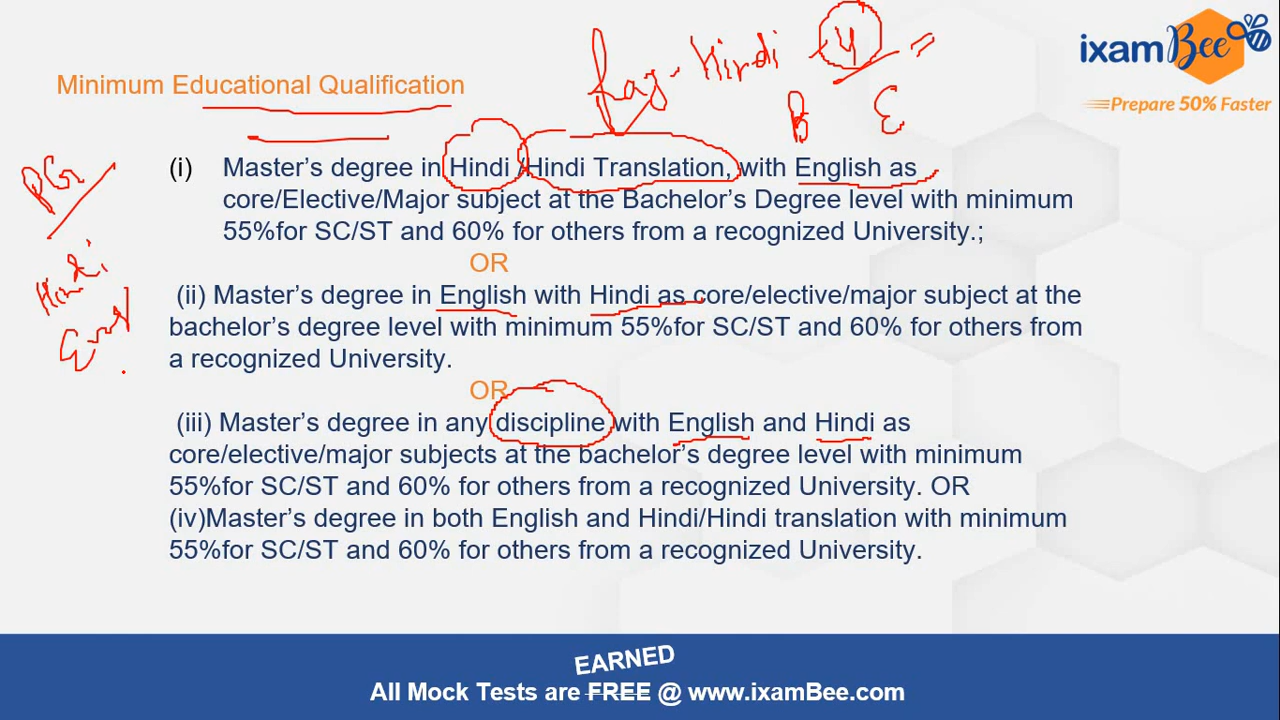 ixamBee
Prepare 50% Faster
Minimum Educational Qualification
Hindi
B E
PG
Hindi
Eng
(i) Master’s degree in Hindi /Hindi Translation, with English as
core/Elective/Major subject at the Bachelor’s Degree level with minimum
55%for SC/ST and 60% for others from a recognized University.;
OR
(ii) Master’s degree in English with Hindi as core/elective/major subject at the
bachelor’s degree level with minimum 55%for SC/ST and 60% for others from
a recognized University.
OR
(iii) Master’s degree in any discipline with English and Hindi as
core/elective/major subjects at the bachelor’s degree level with minimum
55%for SC/ST and 60% for others from a recognized University. OR
(iv)Master’s degree in both English and Hindi/Hindi translation with minimum
55%for SC/ST and 60% for others from a recognized University.
EARNED
All Mock Tests are FREE @ www.ixamBee.com